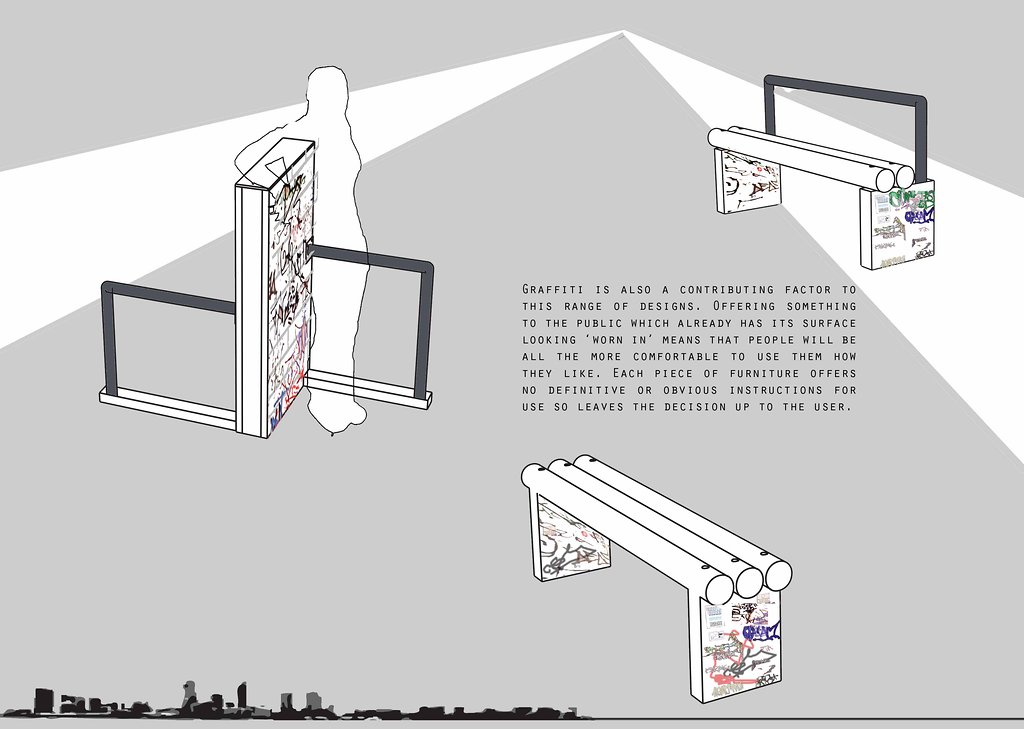 Graffiti is also a contributing factor to
this range of designs. Offering something
to the public which already has its surface
looking ‘worn in’ means that people will be
all the more comfortable to use them how
they like. Each piece of furniture offers
no definitive or obvious instructions for
use so leaves the decision up to the user.